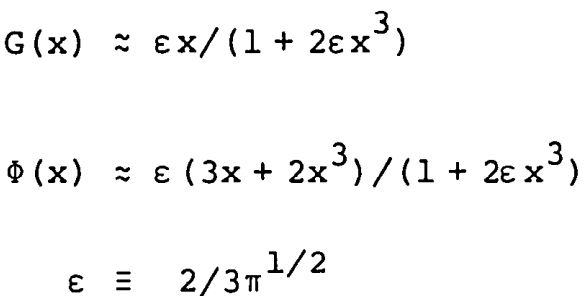 G(x) ≈ εx/(1 + 2εx³)
Φ(x) ≈ ε(3x + 2x³)/(1 + 2εx³)
ε ≡ 2/3π^{1/2}